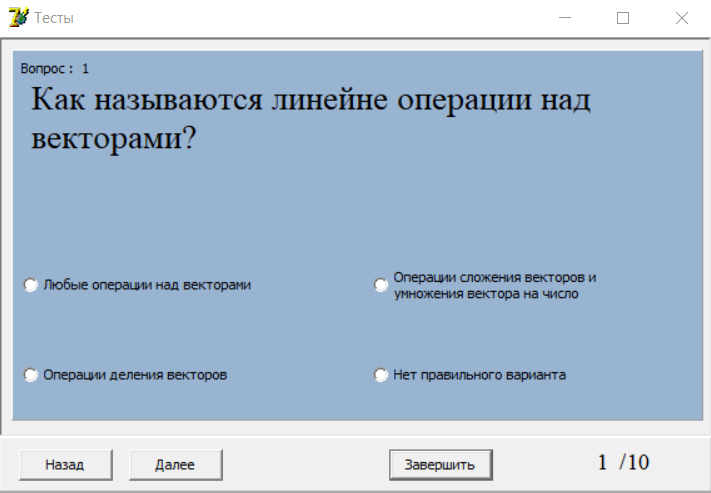 Тесты
Вопрос : 1
Как называются линейне операции над
векторами?
Любые операции над векторами
Операции сложения векторов и
умножения вектора на число
Операции деления векторов
Нет правильного варианта
Назад
Далее
Завершить
1 /10